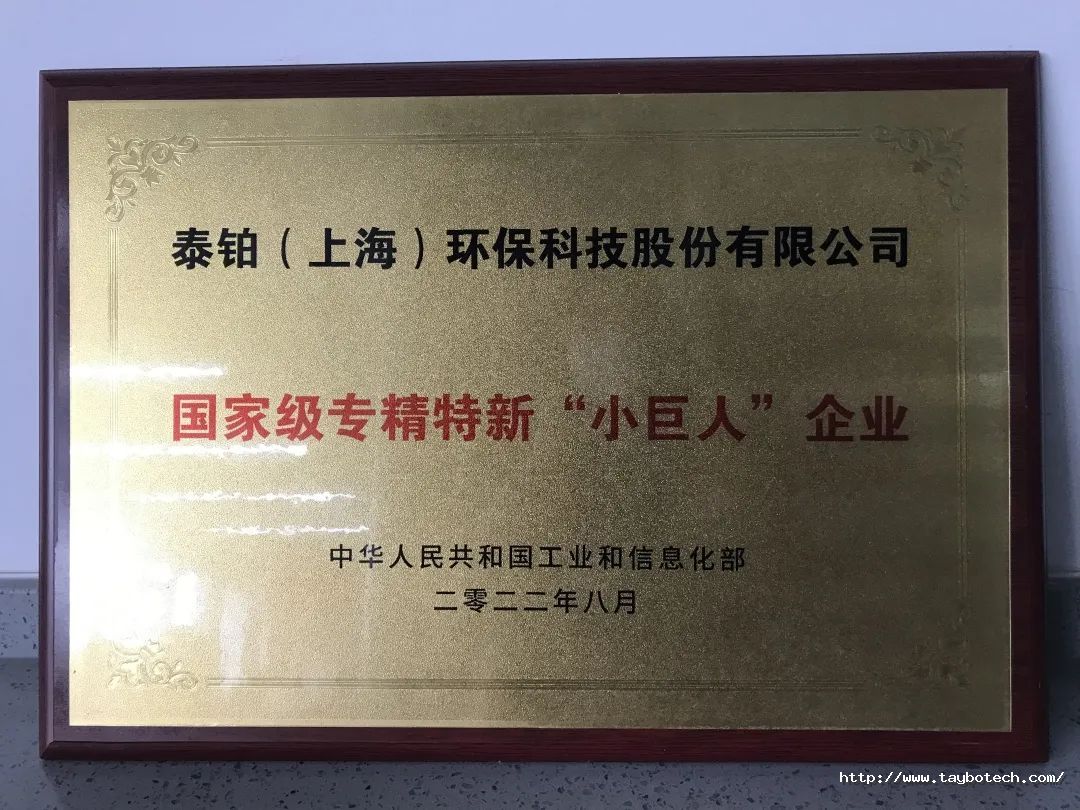 泰铂（上海）环保科技股份有限公司
国家级专精特新“小巨人”企业
中华人民共和国工业和信息化部
二零二二年八月
http://www.taybotech.com/